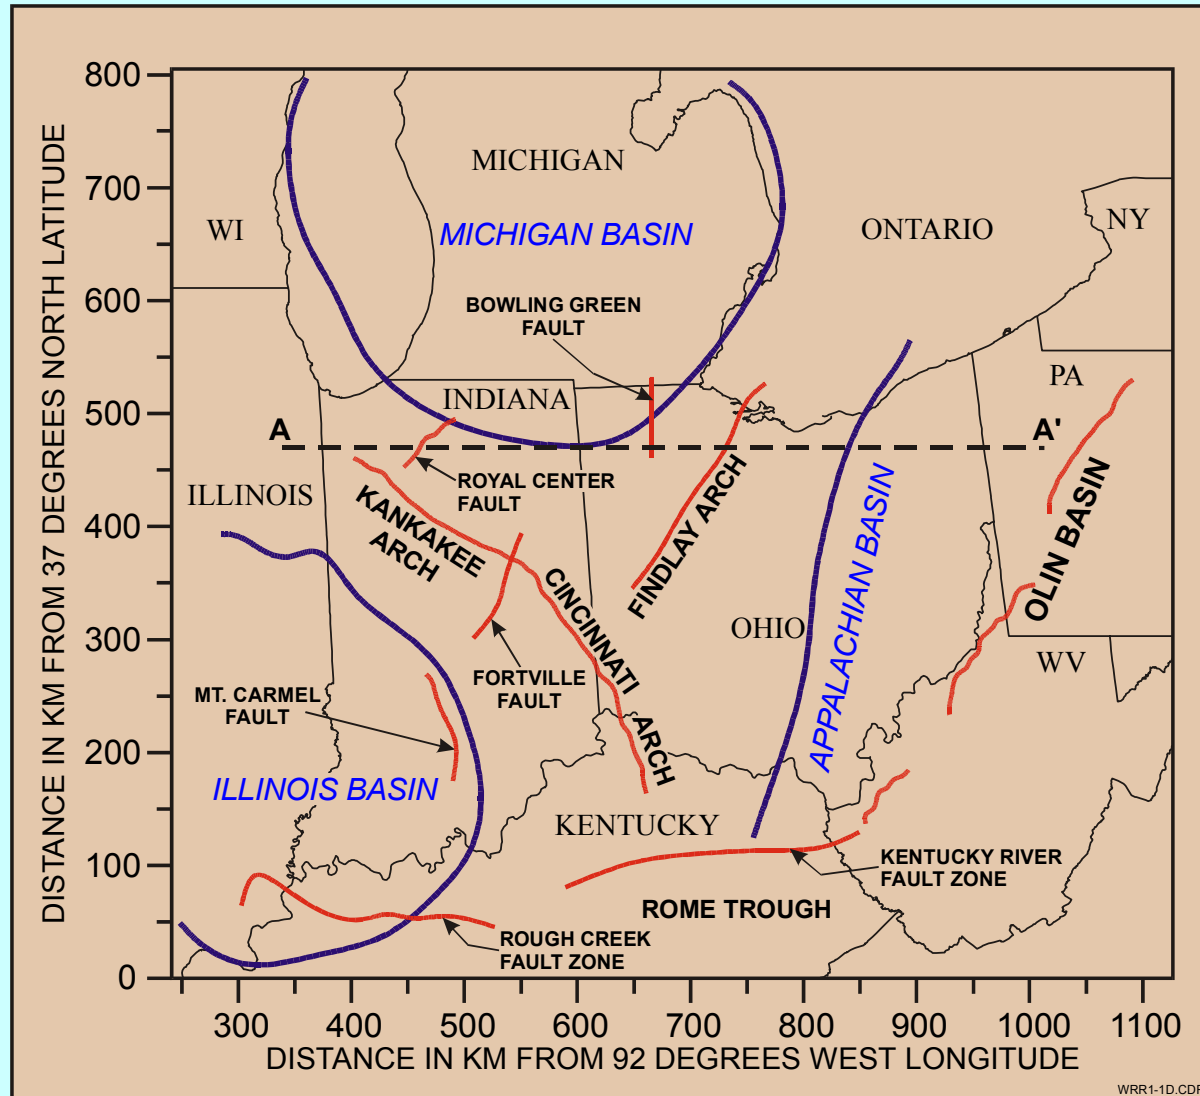 DISTANCE IN KM FROM 37 DEGREES NORTH LATITUDE
800
700
600
500
400
300
200
100
0
MICHIGAN
WI
MICHIGAN BASIN
ONTARIO
NY
BOWLING GREEN
FAULT
PA
INDIANA
A
A'
ROYAL CENTER
FAULT
ILLINOIS
KANKAKEE
ARCH
FINDLAY ARCH
APPALACHIAN BASIN
OLIN BASIN
CINCINNATI
ARCH
OHIO
WV
FORTVILLE
FAULT
MT. CARMEL
FAULT
ILLINOIS BASIN
KENTUCKY
KENTUCKY RIVER
FAULT ZONE
ROME TROUGH
ROUGH CREEK
FAULT ZONE
300
400
500
600
700
800
900
1000
1100
DISTANCE IN KM FROM 92 DEGREES WEST LONGITUDE
WRR1-1D.CDR